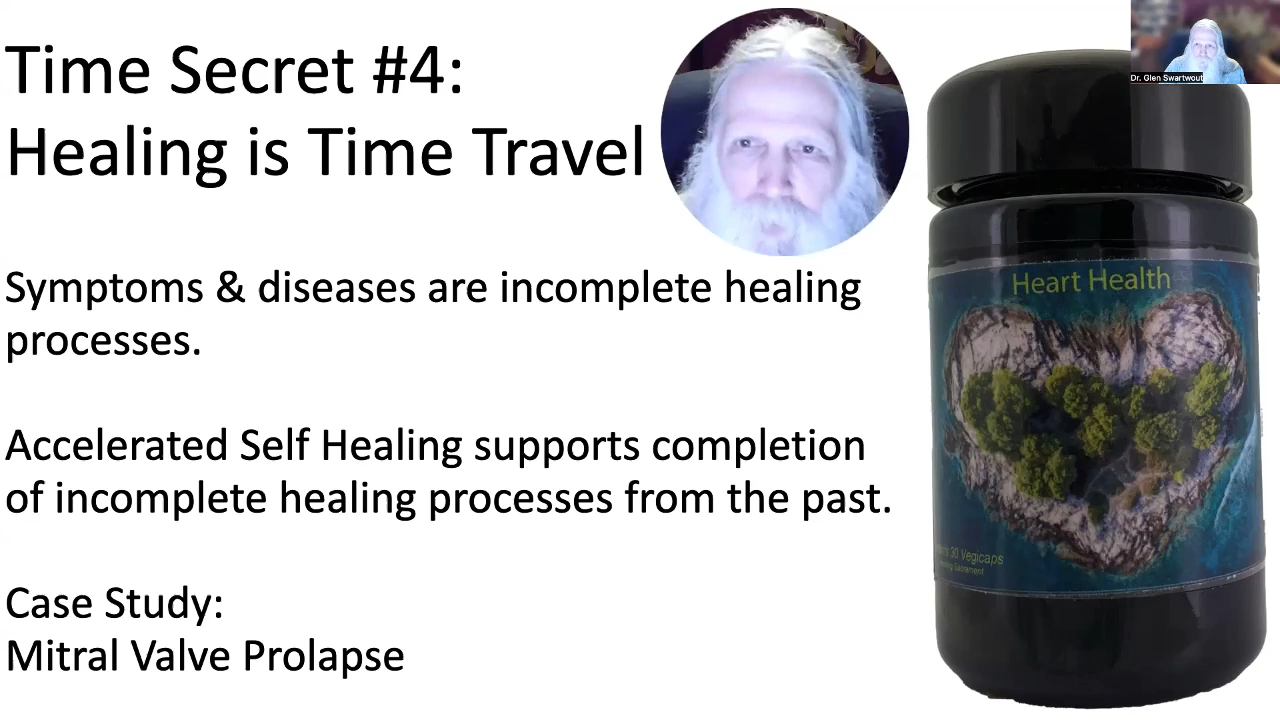 Time Secret #4:
Healing is Time Travel
Symptoms & diseases are incomplete healing
processes.
Accelerated Self Healing supports completion
of incomplete healing processes from the past.
Case Study:
Mitral Valve Prolapse
Dr. Glen Swartwout
Heart Health
30 Vegicaps
Sacrament